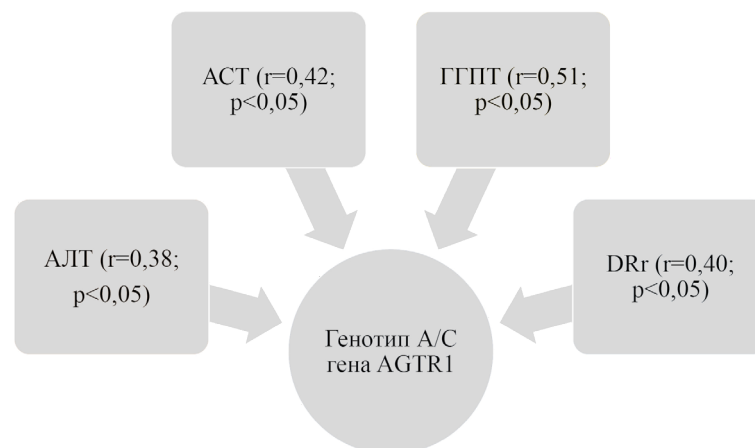 АСТ (r=0,42;
p<0,05)
ГГПТ (r=0,51;
p<0,05)
АЛТ (r=0,38;
p<0,05)
DRr (r=0,40;
p<0,05)
Генотип А/С
гена AGTR1